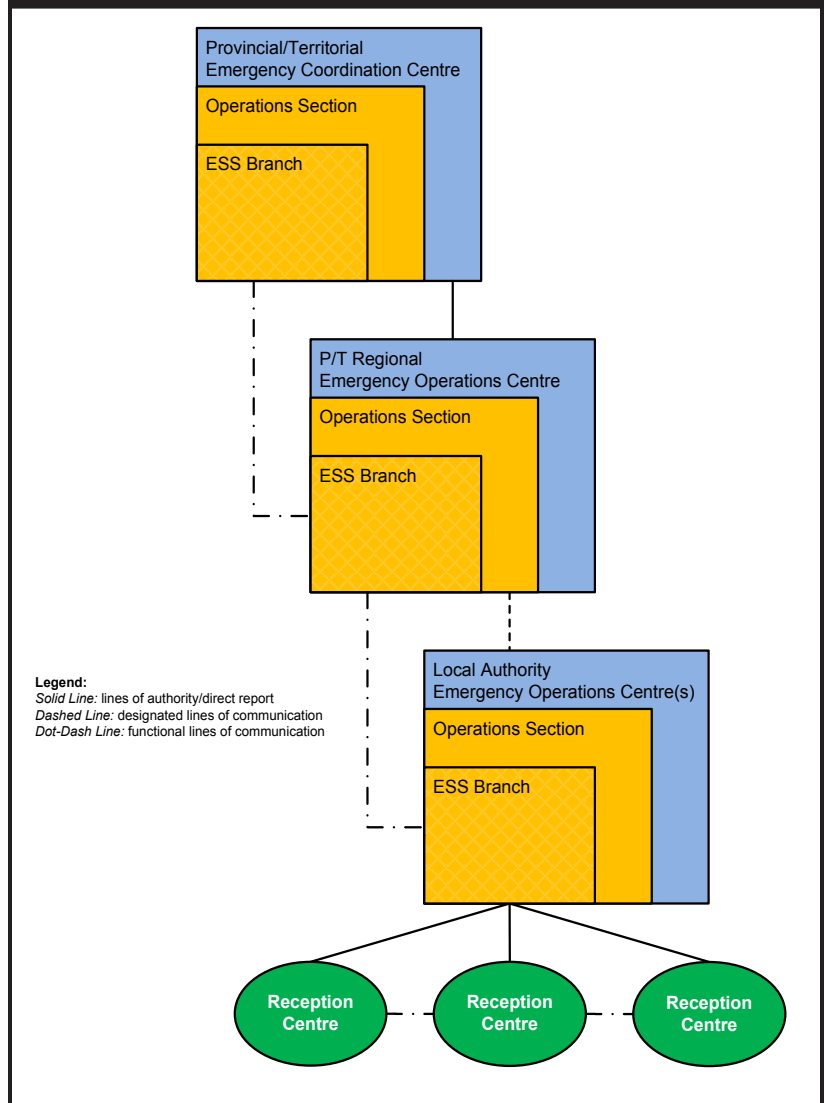 Provincial/Territorial
Emergency Coordination Centre
Operations Section
ESS Branch
P/T Regional
Emergency Operations Centre
Operations Section
ESS Branch
Legend:
Solid Line: lines of authority/direct report
Dashed Line: designated lines of communication
Dot-Dash Line: functional lines of communication
Local Authority
Emergency Operations Centre(s)
Operations Section
ESS Branch
Reception
Centre
Reception
Centre
Reception
Centre